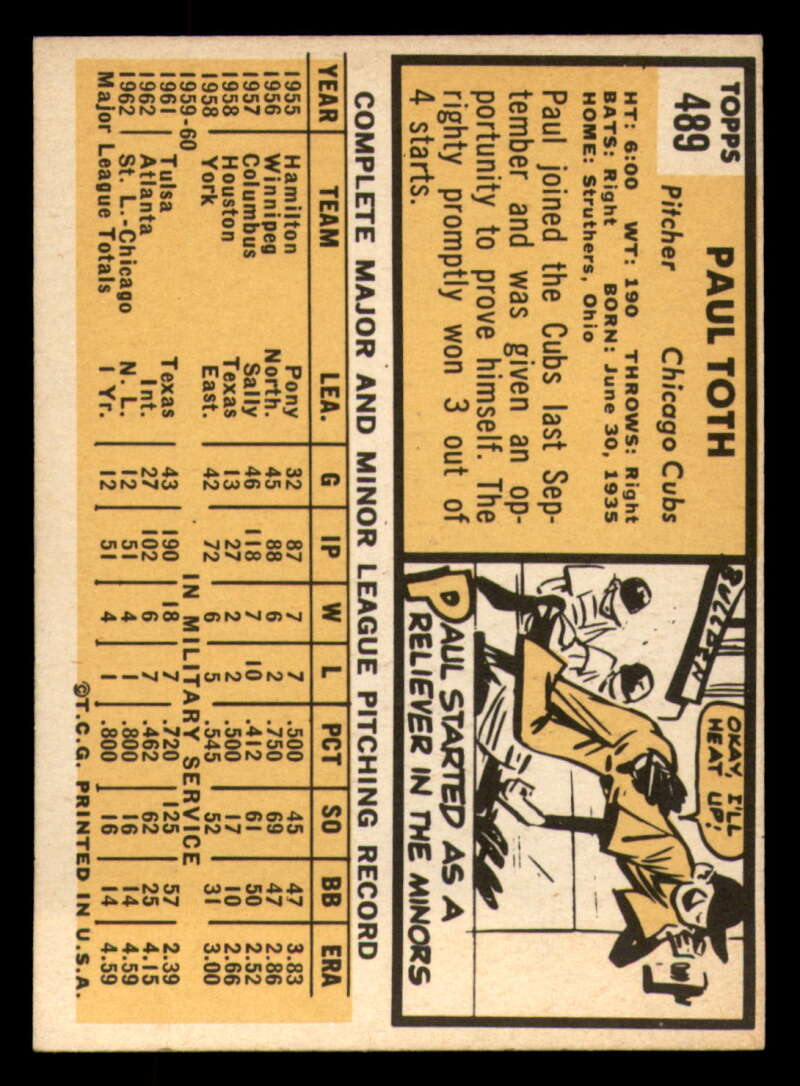 TOPPS
489
PAUL TOTH
Pitcher Chicago Cubs
HT: 6:00 WT: 190 THROWS: Right
BATS: Right BORN: June 30, 1935
HOME: Struthers, Ohio
Paul joined the Cubs last Sep-
tember and was given an op-
portunity to prove himself. The
righty promptly won 3 out of
4 starts.
BULLPEN
OKAY, I'LL
HEAT UP!
PAUL STARTED AS A
RELIEVER IN THE MINORS
COMPLETE MAJOR AND MINOR LEAGUE PITCHING RECORD
YEAR TEAM LEA. G IP W L PCT SO BB ERA
1955 Hamilton Pony 32 87 7 7 .500 45 47 3.83
1956 Winnipeg North. 45 88 6 2 .750 69 47 2.86
1957 Columbus Sally 46 118 7 10 .412 61 50 2.52
1958 Houston Texas 13 27 2 2 .500 17 10 2.66
1958 York East. 42 72 6 5 .545 52 31 3.00
1959-60 IN MILITARY SERVICE
1961 Tulsa Texas 43 190 18 7 .720 125 57 2.39
1962 Atlanta Int. 27 102 6 7 .462 62 25 4.15
1962 St. L.-Chicago N. L. 12 51 4 1 .800 16 14 4.59
Major League Totals 1 Yr. 12 51 4 1 .800 16 14 4.59
©T.C.G. PRINTED IN U.S.A.